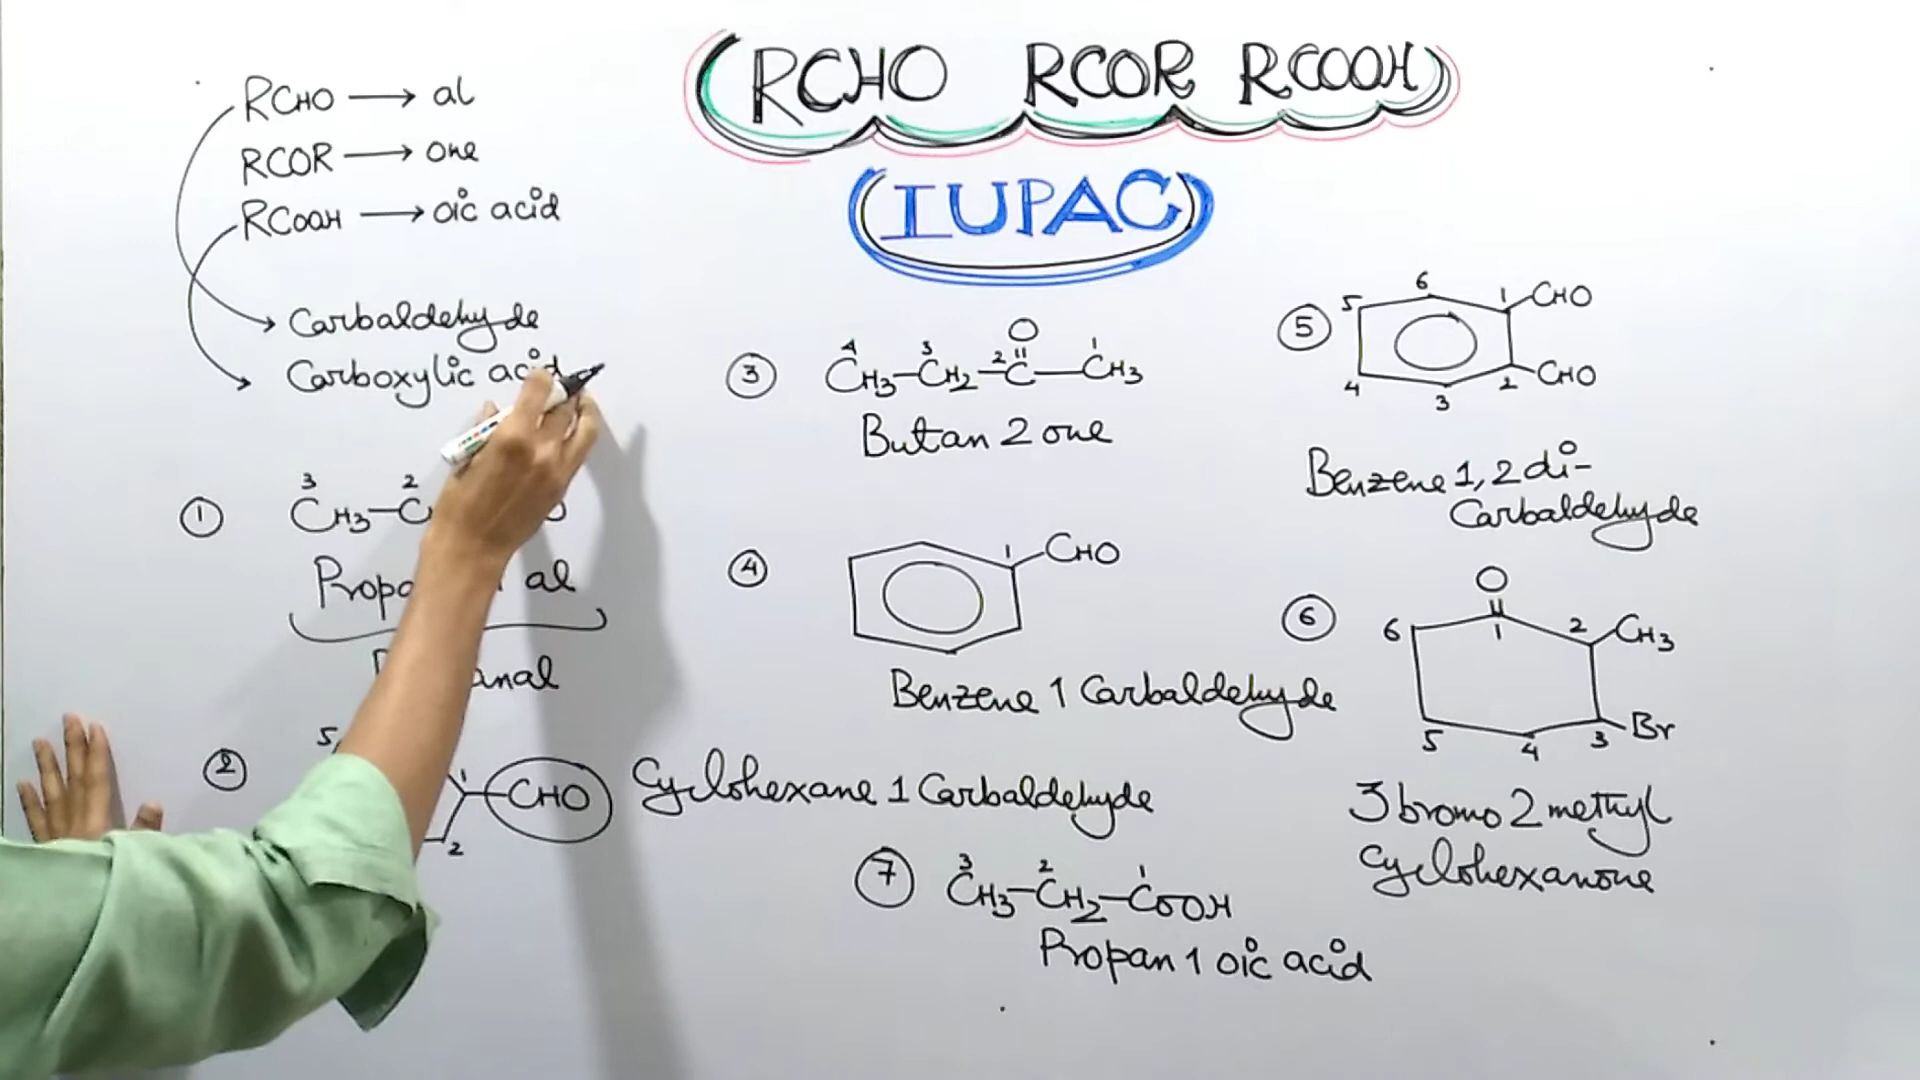 RCHO RCOR RCOOH
(IUPAC)
RCHO → al
RCOR → one
RCOOH → oic acid
Carbaldehyde
Carboxylic acid
① 3 2
CH3–C
al
anal
② 5
1
CHO
2
Cyclohexane 1 Carbaldehyde
③ O
4 3 2 1
CH3–CH2–C–CH3
Butan 2 one
④ 1 CHO
Benzene 1 Carbaldehyde
⑤ 6
5 1 CHO
4 2 CHO
3
Benzene 1,2 di-
Carbaldehyde
⑥ O
6 1 2 CH3
5 4 3 Br
3 bromo 2 methyl
Cyclohexanone
⑦ 3 2 1
CH3–CH2–COOH
Propan 1 oic acid